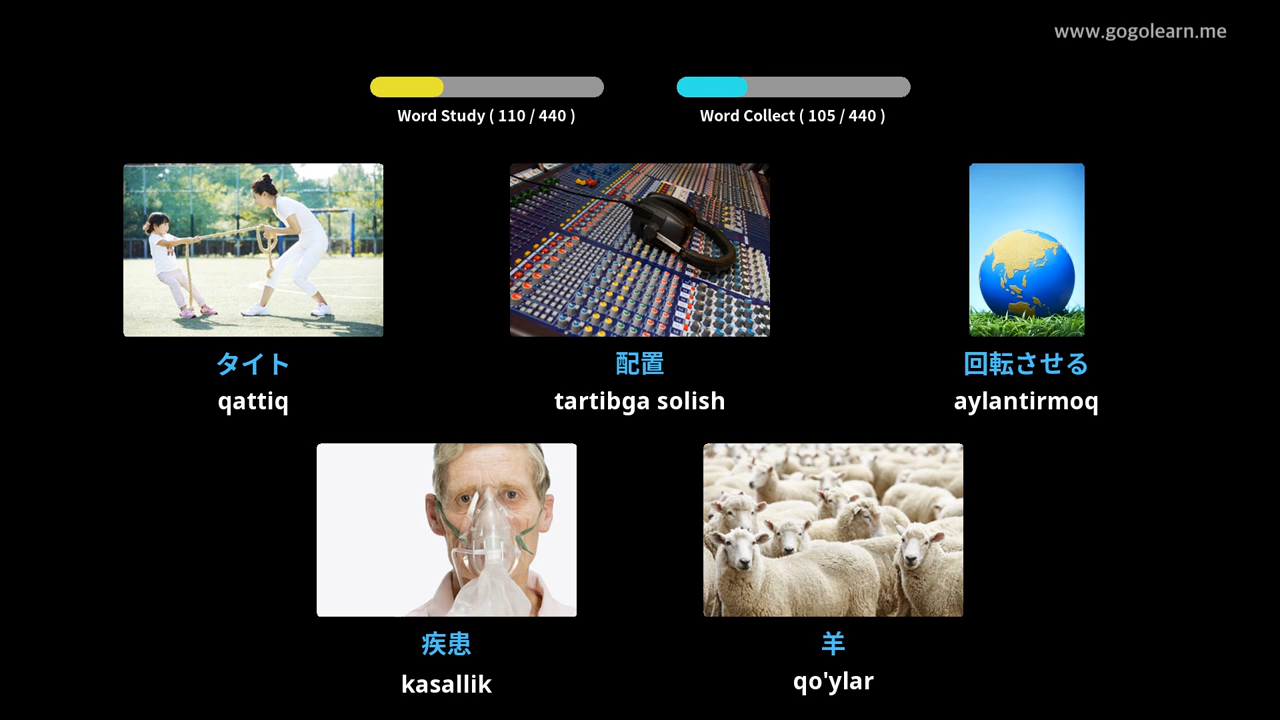 www.gogolearn.me
Word Study ( 110 / 440 )
Word Collect ( 105 / 440 )
タイト
qattiq
配置
tartibga solish
回転させる
aylantirmoq
疾患
kasallik
羊
qo'ylar